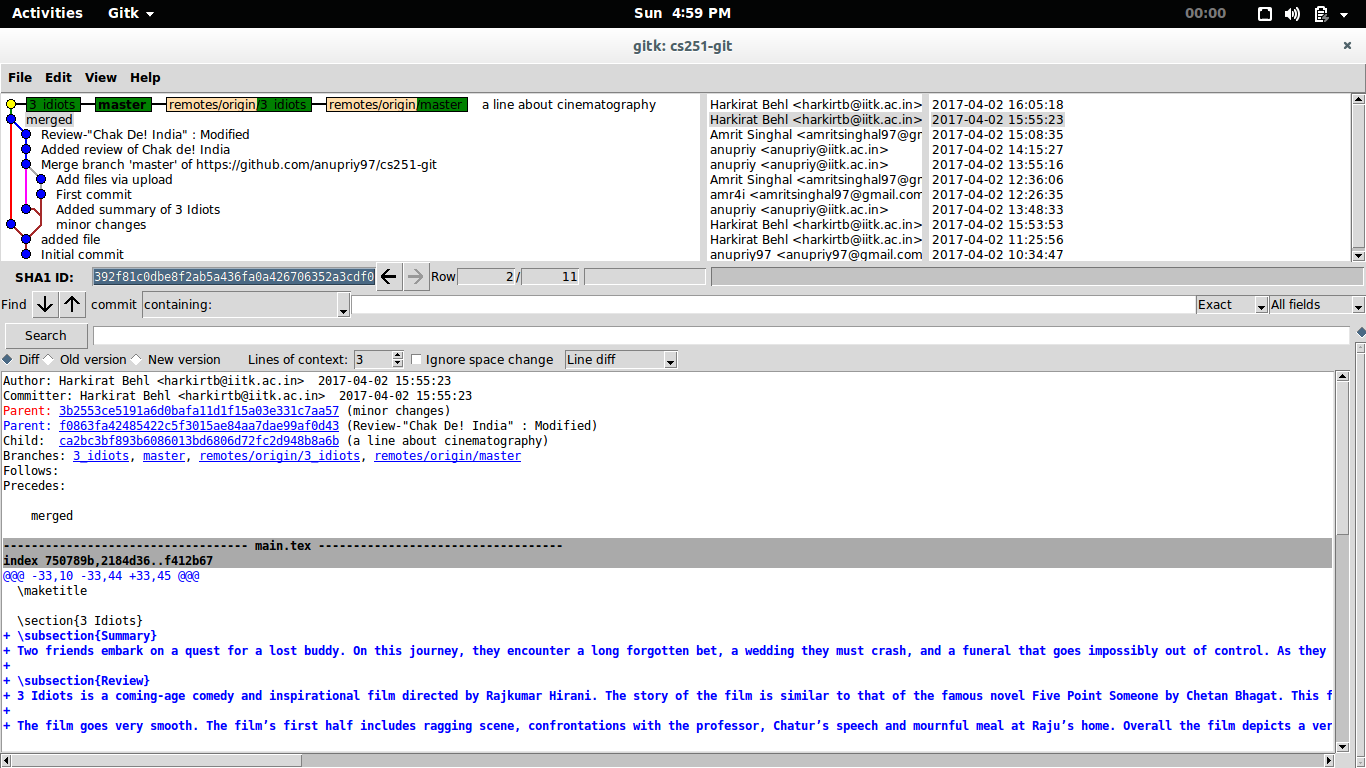 Activities Gitk Sun 4:59 PM 00:00
gitk: cs251-git
File Edit View Help
3_idiots master remotes/origin/3_idiots remotes/origin/master a line about cinematography Harkirat Behl <harkirtb@iitk.ac.in> 2017-04-02 16:05:18
merged Harkirat Behl <harkirtb@iitk.ac.in> 2017-04-02 15:55:23
Review-"Chak De! India" : Modified Amrit Singhal <amritsinghal97@gr 2017-04-02 15:08:35
Added review of Chak de! India anupriy <anupriy@iitk.ac.in> 2017-04-02 14:15:27
Merge branch 'master' of https://github.com/anupriy97/cs251-git anupriy <anupriy@iitk.ac.in> 2017-04-02 13:55:16
Add files via upload Amrit Singhal <amritsinghal97@gr 2017-04-02 12:36:06
First commit amr4i <amritsinghal97@gmail.com 2017-04-02 12:26:35
Added summary of 3 Idiots anupriy <anupriy@iitk.ac.in> 2017-04-02 13:48:33
minor changes Harkirat Behl <harkirtb@iitk.ac.in> 2017-04-02 15:53:53
added file Harkirat Behl <harkirtb@iitk.ac.in> 2017-04-02 11:25:56
Initial commit anupriy97 <anupriy97@gmail.com 2017-04-02 10:34:47
SHA1 ID: 392f81c0dbe8f2ab5a436fa0a426706352a3cdf0 Row 2 / 11
Find commit containing: Exact All fields
Search
Diff Old version New version Lines of context: 3 Ignore space change Line diff
Author: Harkirat Behl <harkirtb@iitk.ac.in> 2017-04-02 15:55:23
Committer: Harkirat Behl <harkirtb@iitk.ac.in> 2017-04-02 15:55:23
Parent: 3b2553ce5191a6d0bafa11d1f15a03e331c7aa57 (minor changes)
Parent: f0863fa42485422c5f3015ae84aa7dae99af0d43 (Review-"Chak De! India" : Modified)
Child: ca2bc3bf893b6086013bd6806d72fc2d948b8a6b (a line about cinematography)
Branches: 3_idiots, master, remotes/origin/3_idiots, remotes/origin/master
Follows:
Precedes:
merged
----------------------------------- main.tex -----------------------------------
index 750789b,2184d36..f412b67
@@@ -33,10 -33,44 +33,45 @@@
\maketitle
\section{3 Idiots}
+ \subsection{Summary}
+ Two friends embark on a quest for a lost buddy. On this journey, they encounter a long forgotten bet, a wedding they must crash, and a funeral that goes impossibly out of control. As they
+
+ \subsection{Review}
+ 3 Idiots is a coming-age comedy and inspirational film directed by Rajkumar Hirani. The story of the film is similar to that of the famous novel Five Point Someone by Chetan Bhagat. This f
+
+ The film goes very smooth. The film’s first half includes ragging scene, confrontations with the professor, Chatur’s speech and mournful meal at Raju’s home. Overall the film depicts a ver